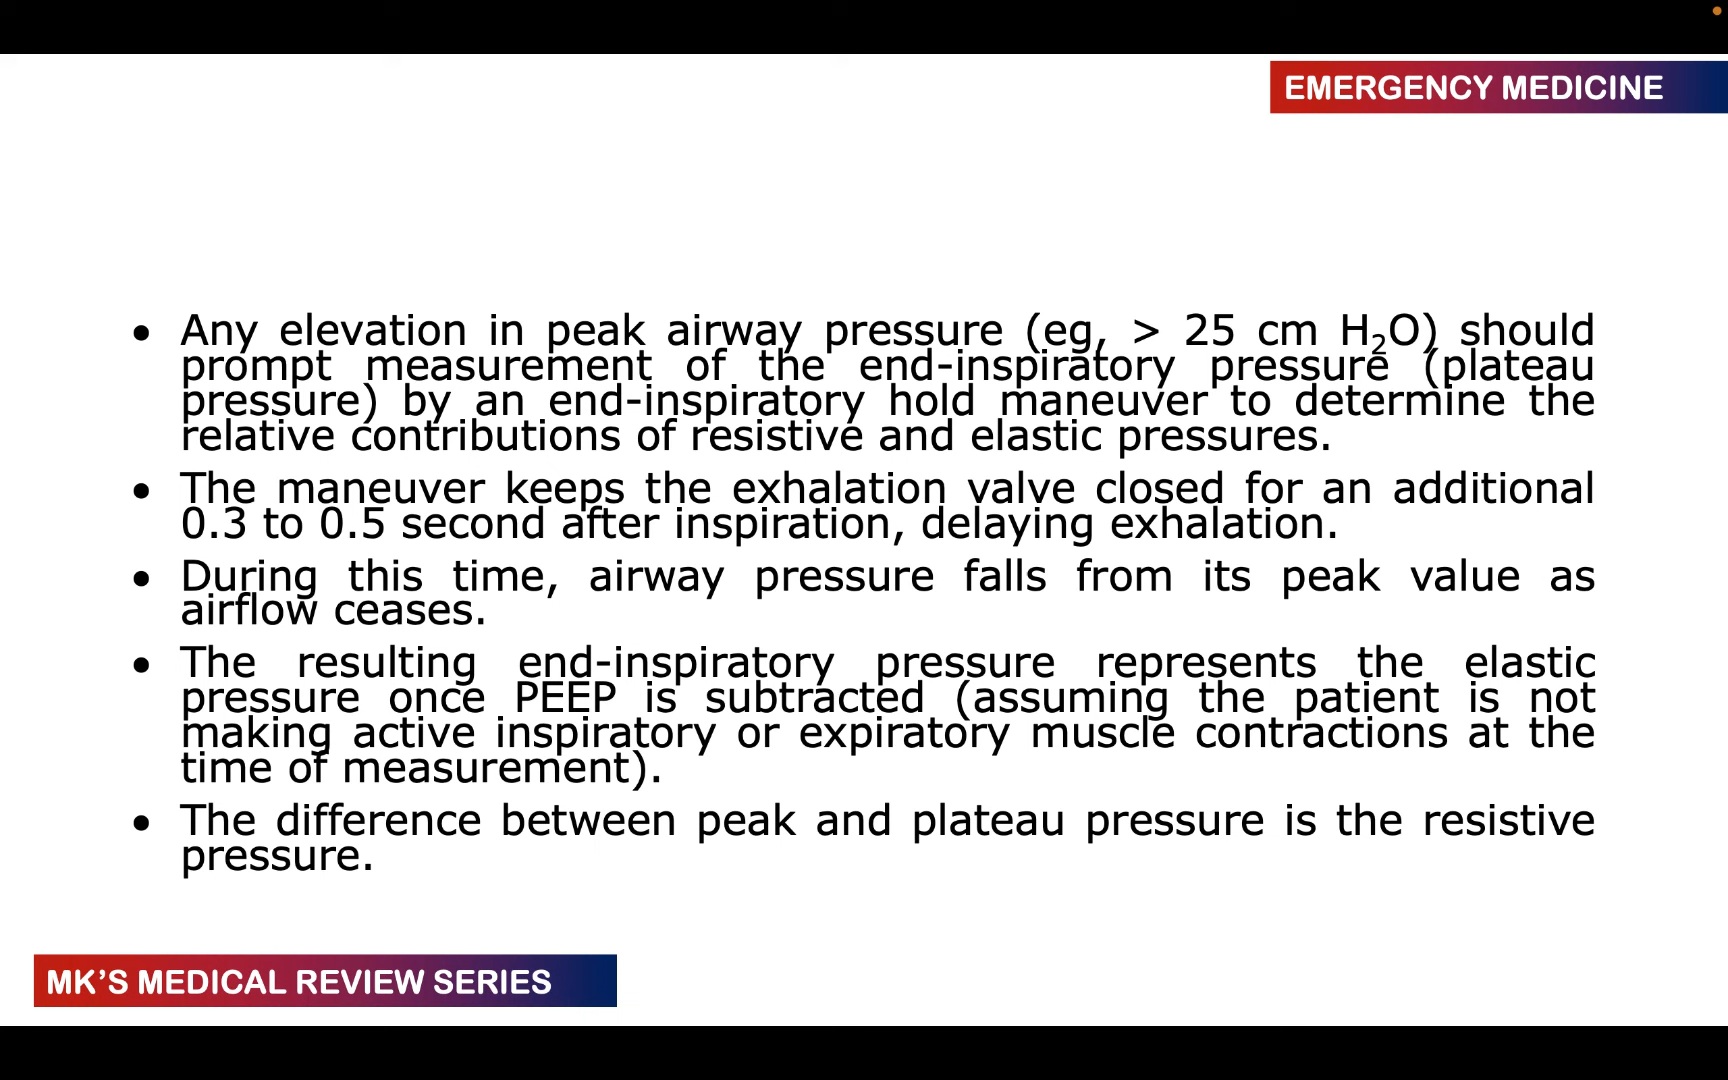 EMERGENCY MEDICINE
• Any elevation in peak airway pressure (eg, > 25 cm H₂O) should
prompt measurement of the end-inspiratory pressure (plateau
pressure) by an end-inspiratory hold maneuver to determine the
relative contributions of resistive and elastic pressures.
• The maneuver keeps the exhalation valve closed for an additional
0.3 to 0.5 second after inspiration, delaying exhalation.
• During this time, airway pressure falls from its peak value as
airflow ceases.
• The resulting end-inspiratory pressure represents the elastic
pressure once PEEP is subtracted (assuming the patient is not
making active inspiratory or expiratory muscle contractions at the
time of measurement).
• The difference between peak and plateau pressure is the resistive
pressure.
MK'S MEDICAL REVIEW SERIES